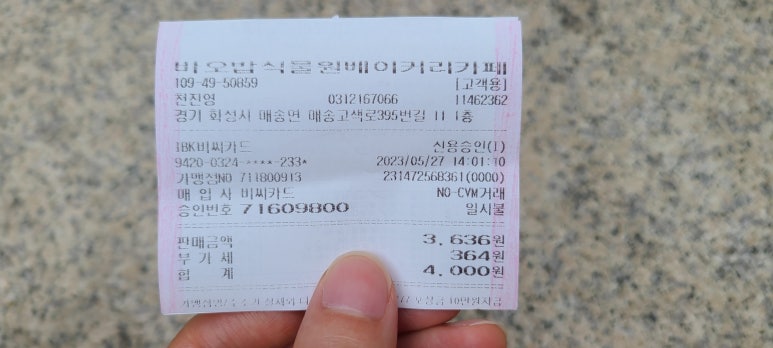 바오밥식물원베이커리카페
109-49-50859 [고객용]
전진영 0312167066 11462362
경기 화성시 매송면 매송고색로395번길 11 1층
IBK비씨카드 신용승인(I)
9420-0324-****-233* 2023/05/27 14:01:10
가맹점NO 711800913 231472568361(0000)
매 입 사 비씨카드 NO-CVM거래
승인번호 71609800 일시불
판매금액 3,636원
부 가 세 364원
합 계 4,000원
10만원지급